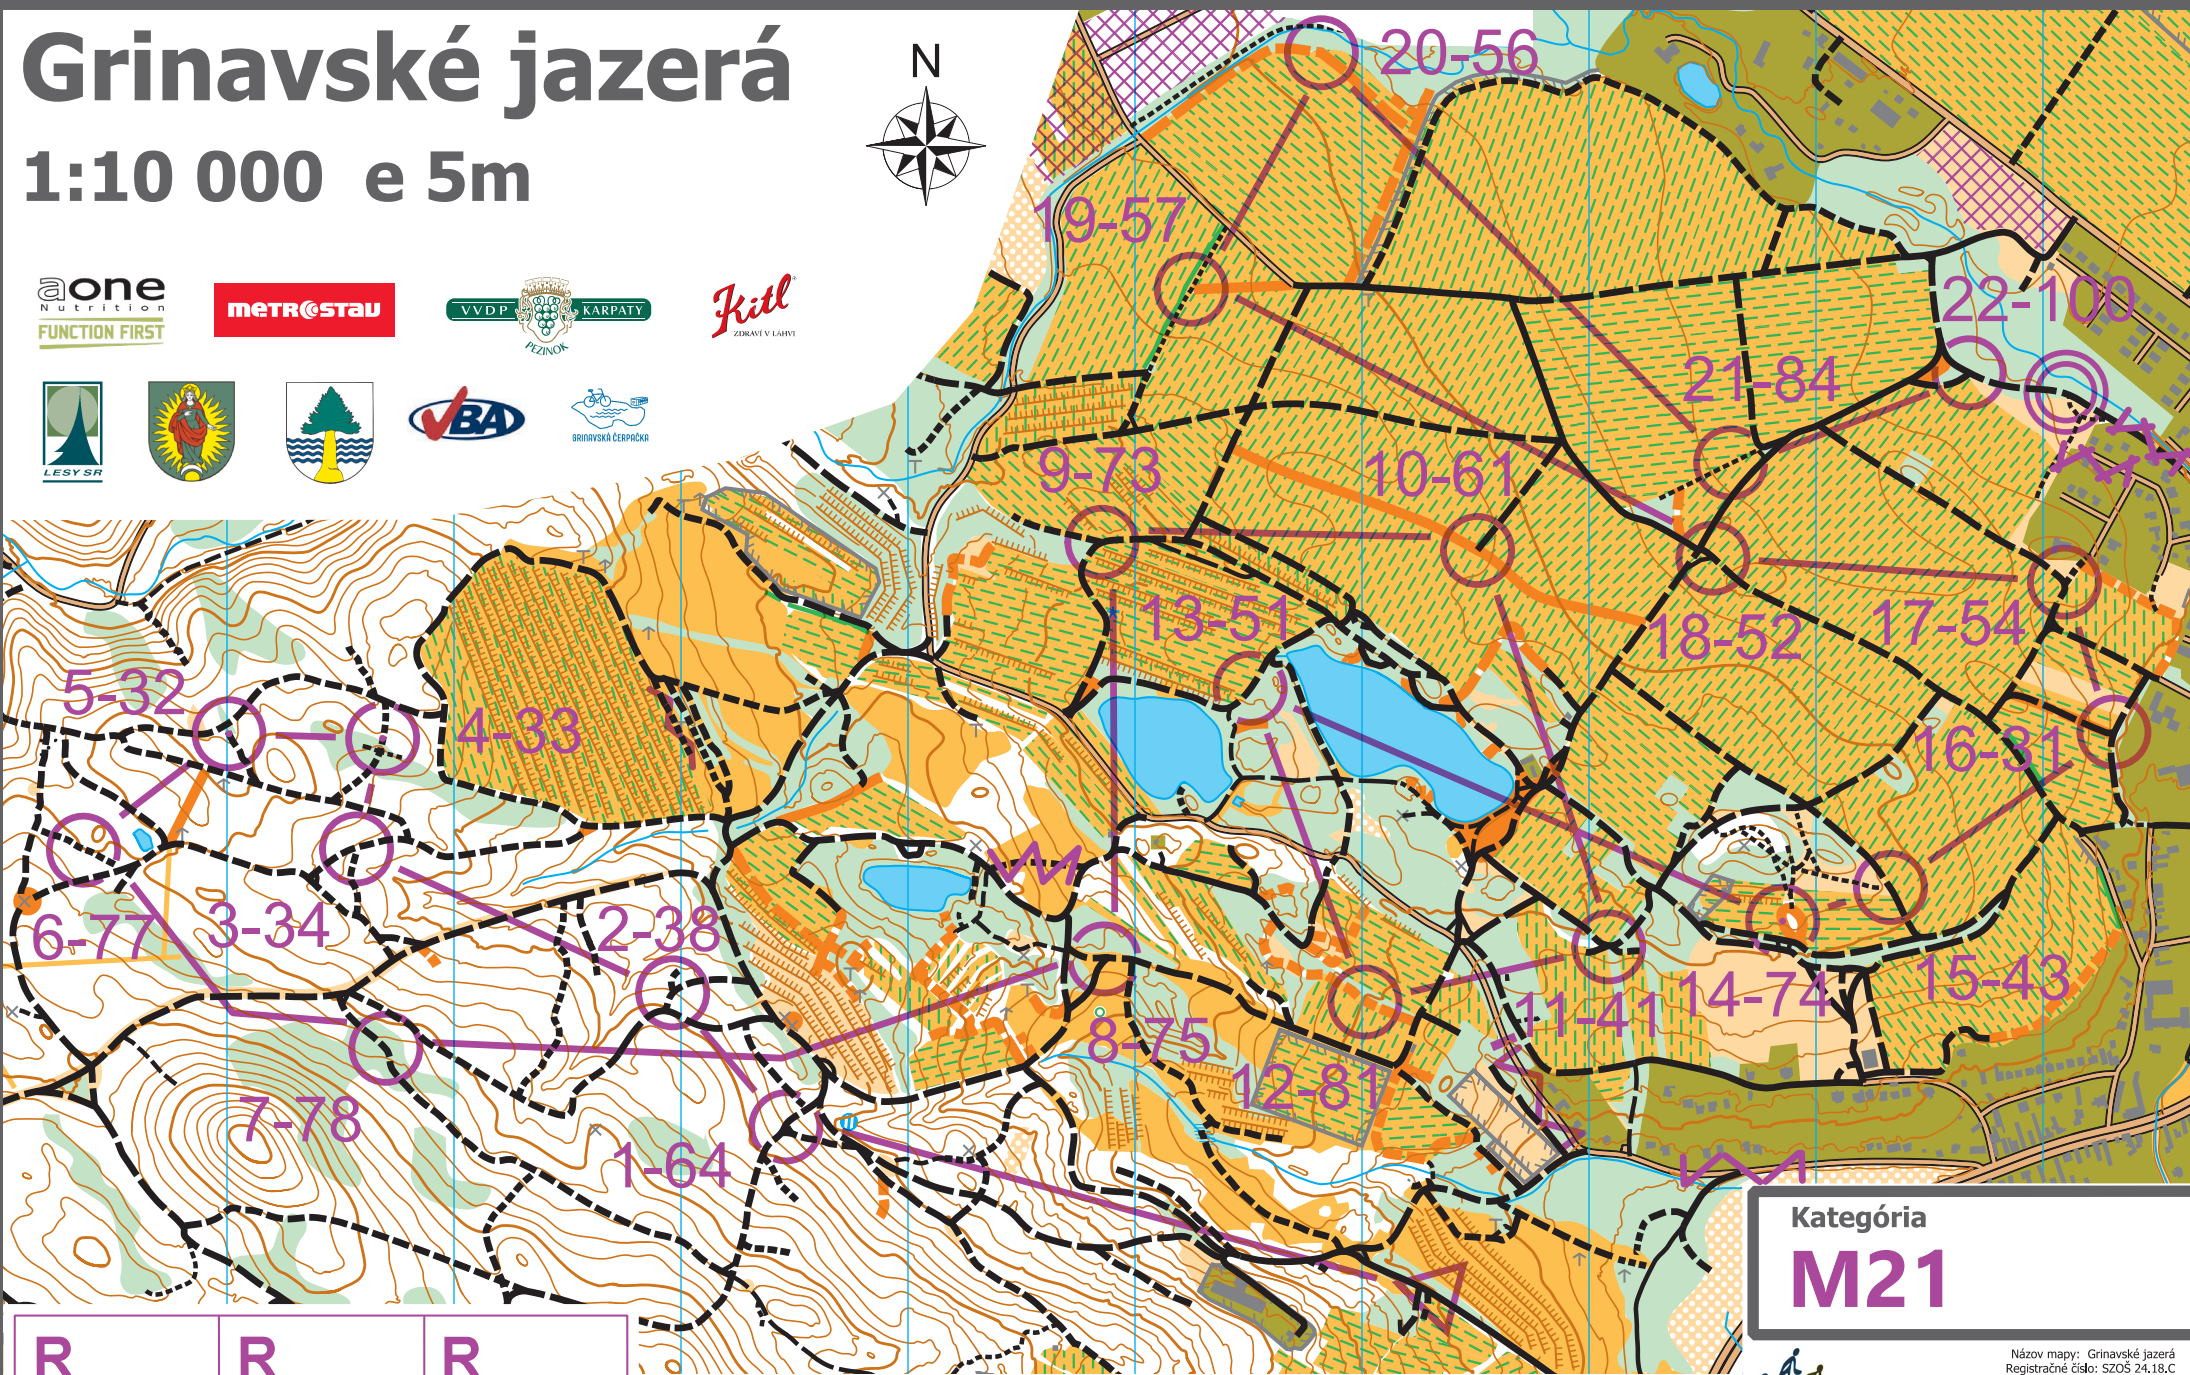 Grinavské jazerá
1:10 000 e 5m
N
aone
Nutrition
FUNCTION FIRST
METROSTAV
VVDP KARPATY
PEZINOK
Kitl
ZDRAVÍ V LÁHVI
LESY SR
VBA
GRINAVSKÁ ČERPAČKA
20-56
19-57
22-100
21-84
9-73
10-61
13-51
18-52
17-54
5-32
4-33
16-31
6-77
3-34
2-38
8-75
11-41
14-74
15-43
12-81
7-78
1-64
Kategória
M21
R R R
Názov mapy: Grinavské jazerá
Registračné číslo: SZOŠ 24.18.C